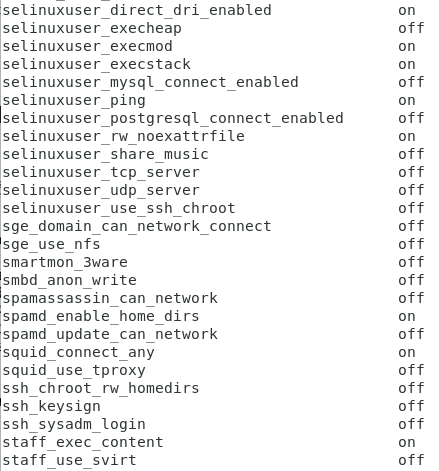 selinuxuser_direct_dri_enabled on
selinuxuser_execheap off
selinuxuser_execmod on
selinuxuser_execstack on
selinuxuser_mysql_connect_enabled off
selinuxuser_ping on
selinuxuser_postgresql_connect_enabled off
selinuxuser_rw_noexattrfile on
selinuxuser_share_music off
selinuxuser_tcp_server off
selinuxuser_udp_server off
selinuxuser_use_ssh_chroot off
sge_domain_can_network_connect off
sge_use_nfs off
smartmon_3ware off
smbd_anon_write off
spamassassin_can_network off
spamd_enable_home_dirs on
spamd_update_can_network off
squid_connect_any on
squid_use_tproxy off
ssh_chroot_rw_homedirs off
ssh_keysign off
ssh_sysadm_login off
staff_exec_content on
staff_use_svirt off